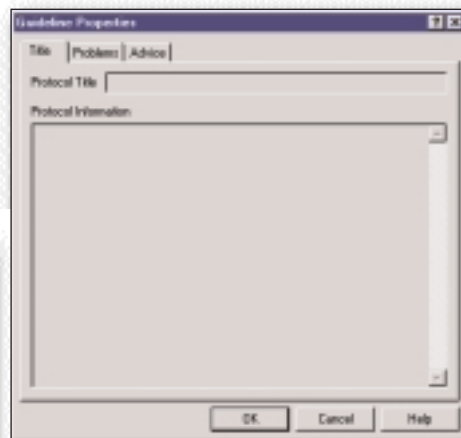 Guideline Properties
Title Problems Advice
Protocol Title
Protocol Information
OK Cancel Help